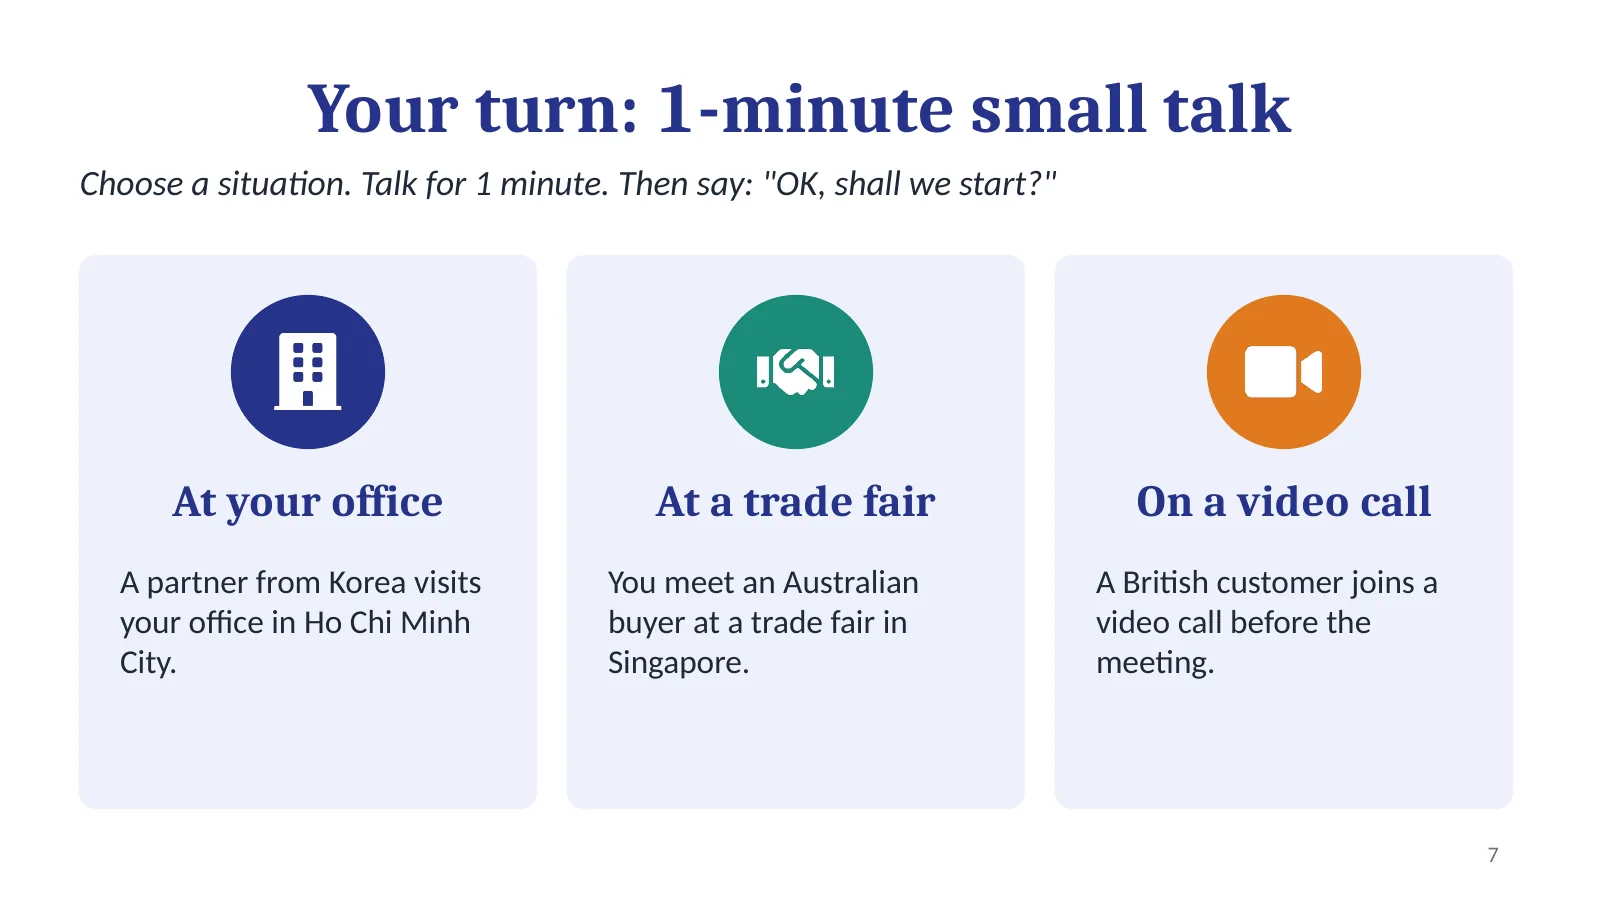 Your turn: 1-minute small talk
Choose a situation. Talk for 1 minute. Then say: "OK, shall we start?"
At your office
A partner from Korea visits
your office in Ho Chi Minh
City.
At a trade fair
You meet an Australian
buyer at a trade fair in
Singapore.
On a video call
A British customer joins a
video call before the
meeting.
7